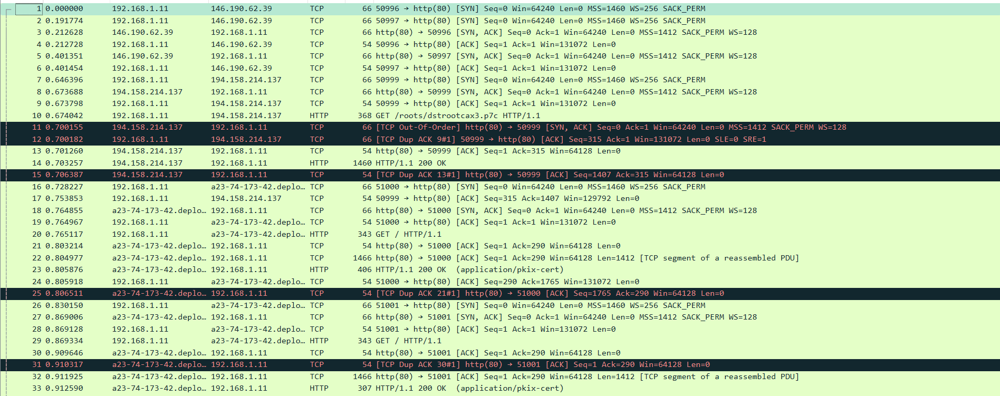 1 0.000000 192.168.1.11 146.190.62.39 TCP 66 50996 → http(80) [SYN] Seq=0 Win=64240 Len=0 MSS=1460 WS=256 SACK_PERM
2 0.191774 192.168.1.11 146.190.62.39 TCP 66 50997 → http(80) [SYN] Seq=0 Win=64240 Len=0 MSS=1460 WS=256 SACK_PERM
3 0.212628 146.190.62.39 192.168.1.11 TCP 66 http(80) → 50996 [SYN, ACK] Seq=0 Ack=1 Win=64240 Len=0 MSS=1412 SACK_PERM WS=128
4 0.212728 192.168.1.11 146.190.62.39 TCP 54 50996 → http(80) [ACK] Seq=1 Ack=1 Win=131072 Len=0
5 0.401351 146.190.62.39 192.168.1.11 TCP 66 http(80) → 50997 [SYN, ACK] Seq=0 Ack=1 Win=64240 Len=0 MSS=1412 SACK_PERM WS=128
6 0.401454 192.168.1.11 146.190.62.39 TCP 54 50997 → http(80) [ACK] Seq=1 Ack=1 Win=131072 Len=0
7 0.646396 192.168.1.11 194.158.214.137 TCP 66 50999 → http(80) [SYN] Seq=0 Win=64240 Len=0 MSS=1460 WS=256 SACK_PERM
8 0.673688 194.158.214.137 192.168.1.11 TCP 66 http(80) → 50999 [SYN, ACK] Seq=0 Ack=1 Win=64240 Len=0 MSS=1412 SACK_PERM WS=128
9 0.673798 192.168.1.11 194.158.214.137 TCP 54 50999 → http(80) [ACK] Seq=1 Ack=1 Win=131072 Len=0
10 0.674042 192.168.1.11 194.158.214.137 HTTP 368 GET /roots/dstrootcax3.p7c HTTP/1.1
11 0.700155 194.158.214.137 192.168.1.11 TCP 66 [TCP Out-Of-Order] http(80) → 50999 [SYN, ACK] Seq=0 Ack=1 Win=64240 Len=0 MSS=1412 SACK_PERM WS=128
12 0.700182 192.168.1.11 194.158.214.137 TCP 66 [TCP Dup ACK 9#1] 50999 → http(80) [ACK] Seq=315 Ack=1 Win=131072 Len=0 SLE=0 SRE=1
13 0.701260 194.158.214.137 192.168.1.11 TCP 54 http(80) → 50999 [ACK] Seq=1 Ack=315 Win=64128 Len=0
14 0.703257 194.158.214.137 192.168.1.11 HTTP 1460 HTTP/1.1 200 OK
15 0.706387 194.158.214.137 192.168.1.11 TCP 54 [TCP Dup ACK 13#1] http(80) → 50999 [ACK] Seq=1407 Ack=315 Win=64128 Len=0
16 0.728227 192.168.1.11 a23-74-173-42.deplo… TCP 66 51000 → http(80) [SYN] Seq=0 Win=64240 Len=0 MSS=1460 WS=256 SACK_PERM
17 0.753853 192.168.1.11 194.158.214.137 TCP 54 50999 → http(80) [ACK] Seq=315 Ack=1407 Win=129792 Len=0
18 0.764855 a23-74-173-42.deplo… 192.168.1.11 TCP 66 http(80) → 51000 [SYN, ACK] Seq=0 Ack=1 Win=64240 Len=0 MSS=1412 SACK_PERM WS=128
19 0.764967 192.168.1.11 a23-74-173-42.deplo… TCP 54 51000 → http(80) [ACK] Seq=1 Ack=1 Win=131072 Len=0
20 0.765117 192.168.1.11 a23-74-173-42.deplo… HTTP 343 GET / HTTP/1.1
21 0.803214 a23-74-173-42.deplo… 192.168.1.11 TCP 54 http(80) → 51000 [ACK] Seq=1 Ack=290 Win=64128 Len=0
22 0.804977 a23-74-173-42.deplo… 192.168.1.11 TCP 1466 http(80) → 51000 [ACK] Seq=1 Ack=290 Win=64128 Len=1412 [TCP segment of a reassembled PDU]
23 0.805876 a23-74-173-42.deplo… 192.168.1.11 HTTP 406 HTTP/1.1 200 OK (application/pkix-cert)
24 0.805918 192.168.1.11 a23-74-173-42.deplo… TCP 54 51000 → http(80) [ACK] Seq=290 Ack=1765 Win=131072 Len=0
25 0.806511 a23-74-173-42.deplo… 192.168.1.11 TCP 54 [TCP Dup ACK 21#1] http(80) → 51000 [ACK] Seq=1765 Ack=290 Win=64128 Len=0
26 0.830150 192.168.1.11 a23-74-173-42.deplo… TCP 66 51001 → http(80) [SYN] Seq=0 Win=64240 Len=0 MSS=1460 WS=256 SACK_PERM
27 0.869006 a23-74-173-42.deplo… 192.168.1.11 TCP 66 http(80) → 51001 [SYN, ACK] Seq=0 Ack=1 Win=64240 Len=0 MSS=1412 SACK_PERM WS=128
28 0.869128 192.168.1.11 a23-74-173-42.deplo… TCP 54 51001 → http(80) [ACK] Seq=1 Ack=1 Win=131072 Len=0
29 0.869334 192.168.1.11 a23-74-173-42.deplo… HTTP 343 GET / HTTP/1.1
30 0.909646 a23-74-173-42.deplo… 192.168.1.11 TCP 54 http(80) → 51001 [ACK] Seq=1 Ack=290 Win=64128 Len=0
31 0.910317 a23-74-173-42.deplo… 192.168.1.11 TCP 54 [TCP Dup ACK 30#1] http(80) → 51001 [ACK] Seq=1 Ack=290 Win=64128 Len=0
32 0.911925 a23-74-173-42.deplo… 192.168.1.11 TCP 1466 http(80) → 51001 [ACK] Seq=1 Ack=290 Win=64128 Len=1412 [TCP segment of a reassembled PDU]
33 0.912590 a23-74-173-42.deplo… 192.168.1.11 HTTP 307 HTTP/1.1 200 OK (application/pkix-cert)